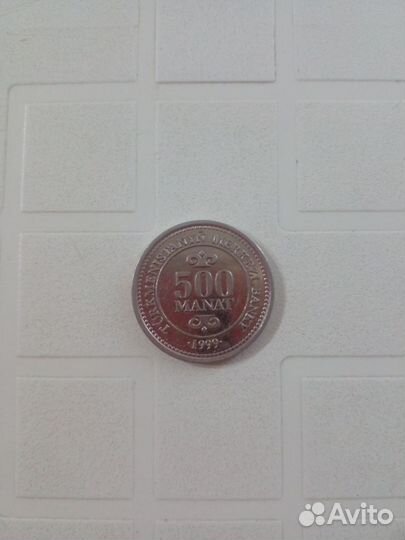 TÜRKMENISTANYŇ MERKEZI BANKY
500
MANAT
·1999·
Avito